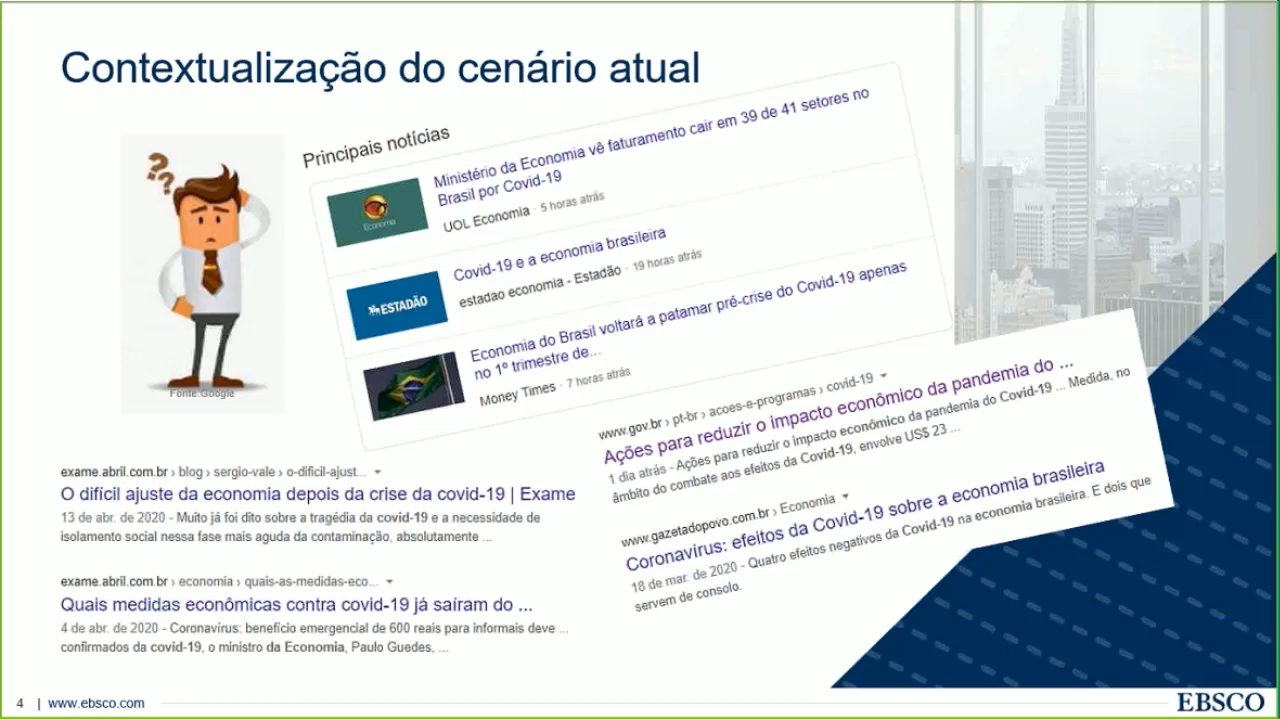 Contextualização do cenário atual
??
Fonte:Google
Principais notícias
Economia
Ministério da Economia vê faturamento cair em 39 de 41 setores no
Brasil por Covid-19
UOL Economia · 5 horas atrás
ESTADÃO
Covid-19 e a economia brasileira
estadao economia - Estadão · 19 horas atrás
Economia do Brasil voltará a patamar pré-crise do Covid-19 apenas
no 1º trimestre de...
Money Times · 7 horas atrás
www.gov.br › pt-br › acoes-e-programas › covid-19
Ações para reduzir o impacto econômico da pandemia do ...
1 dia atrás - Ações para reduzir o impacto econômico da pandemia do Covid-19 ... Medida, no
âmbito do combate aos efeitos da Covid-19, envolve US$ 23 ...
www.gazetadopovo.com.br › Economia
Coronavírus: efeitos da Covid-19 sobre a economia brasileira
18 de mar. de 2020 - Quatro efeitos negativos da Covid-19 na economia brasileira. E dois que
servem de consolo.
exame.abril.com.br › blog › sergio-vale › o-dificil-ajust...
O difícil ajuste da economia depois da crise da covid-19 | Exame
13 de abr. de 2020 - Muito já foi dito sobre a tragédia da covid-19 e a necessidade de
isolamento social nessa fase mais aguda da contaminação, absolutamente ...
exame.abril.com.br › economia › quais-as-medidas-eco...
Quais medidas econômicas contra covid-19 já saíram do ...
4 de abr. de 2020 - Coronavírus: benefício emergencial de 600 reais para informais deve ...
confirmados da covid-19, o ministro da Economia, Paulo Guedes, ...
4 | www.ebsco.com
EBSCO